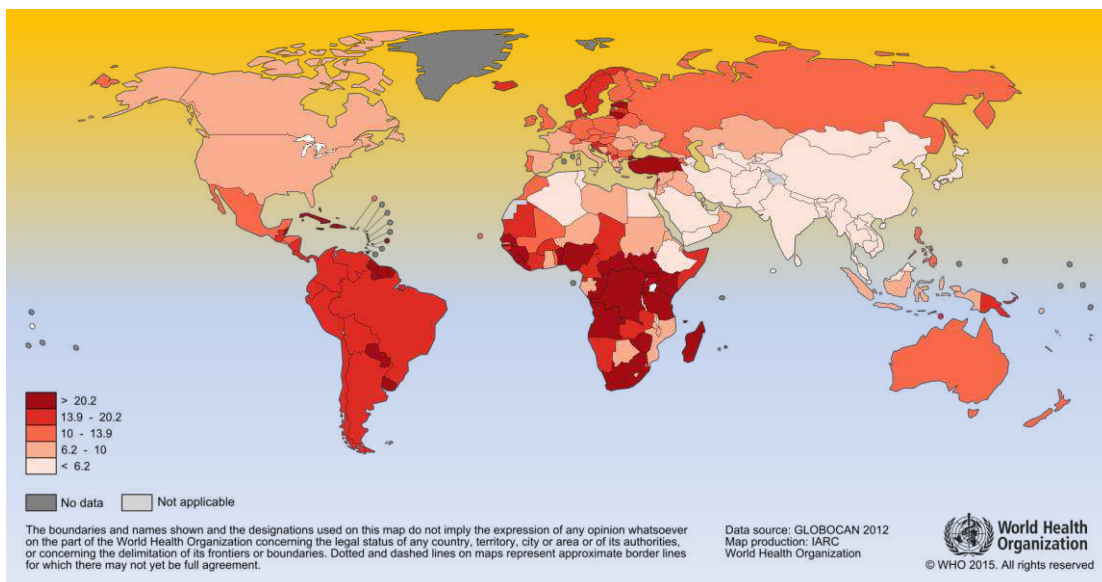 > 20.2
13.9 - 20.2
10 - 13.9
6.2 - 10
< 6.2
No data
Not applicable
The boundaries and names shown and the designations used on this map do not imply the expression of any opinion whatsoever
on the part of the World Health Organization concerning the legal status of any country, territory, city or area or of its authorities,
or concerning the delimitation of its frontiers or boundaries. Dotted and dashed lines on maps represent approximate border lines
for which there may not yet be full agreement.
Data source: GLOBOCAN 2012
Map production: IARC
World Health Organization
World Health
Organization
© WHO 2015. All rights reserved